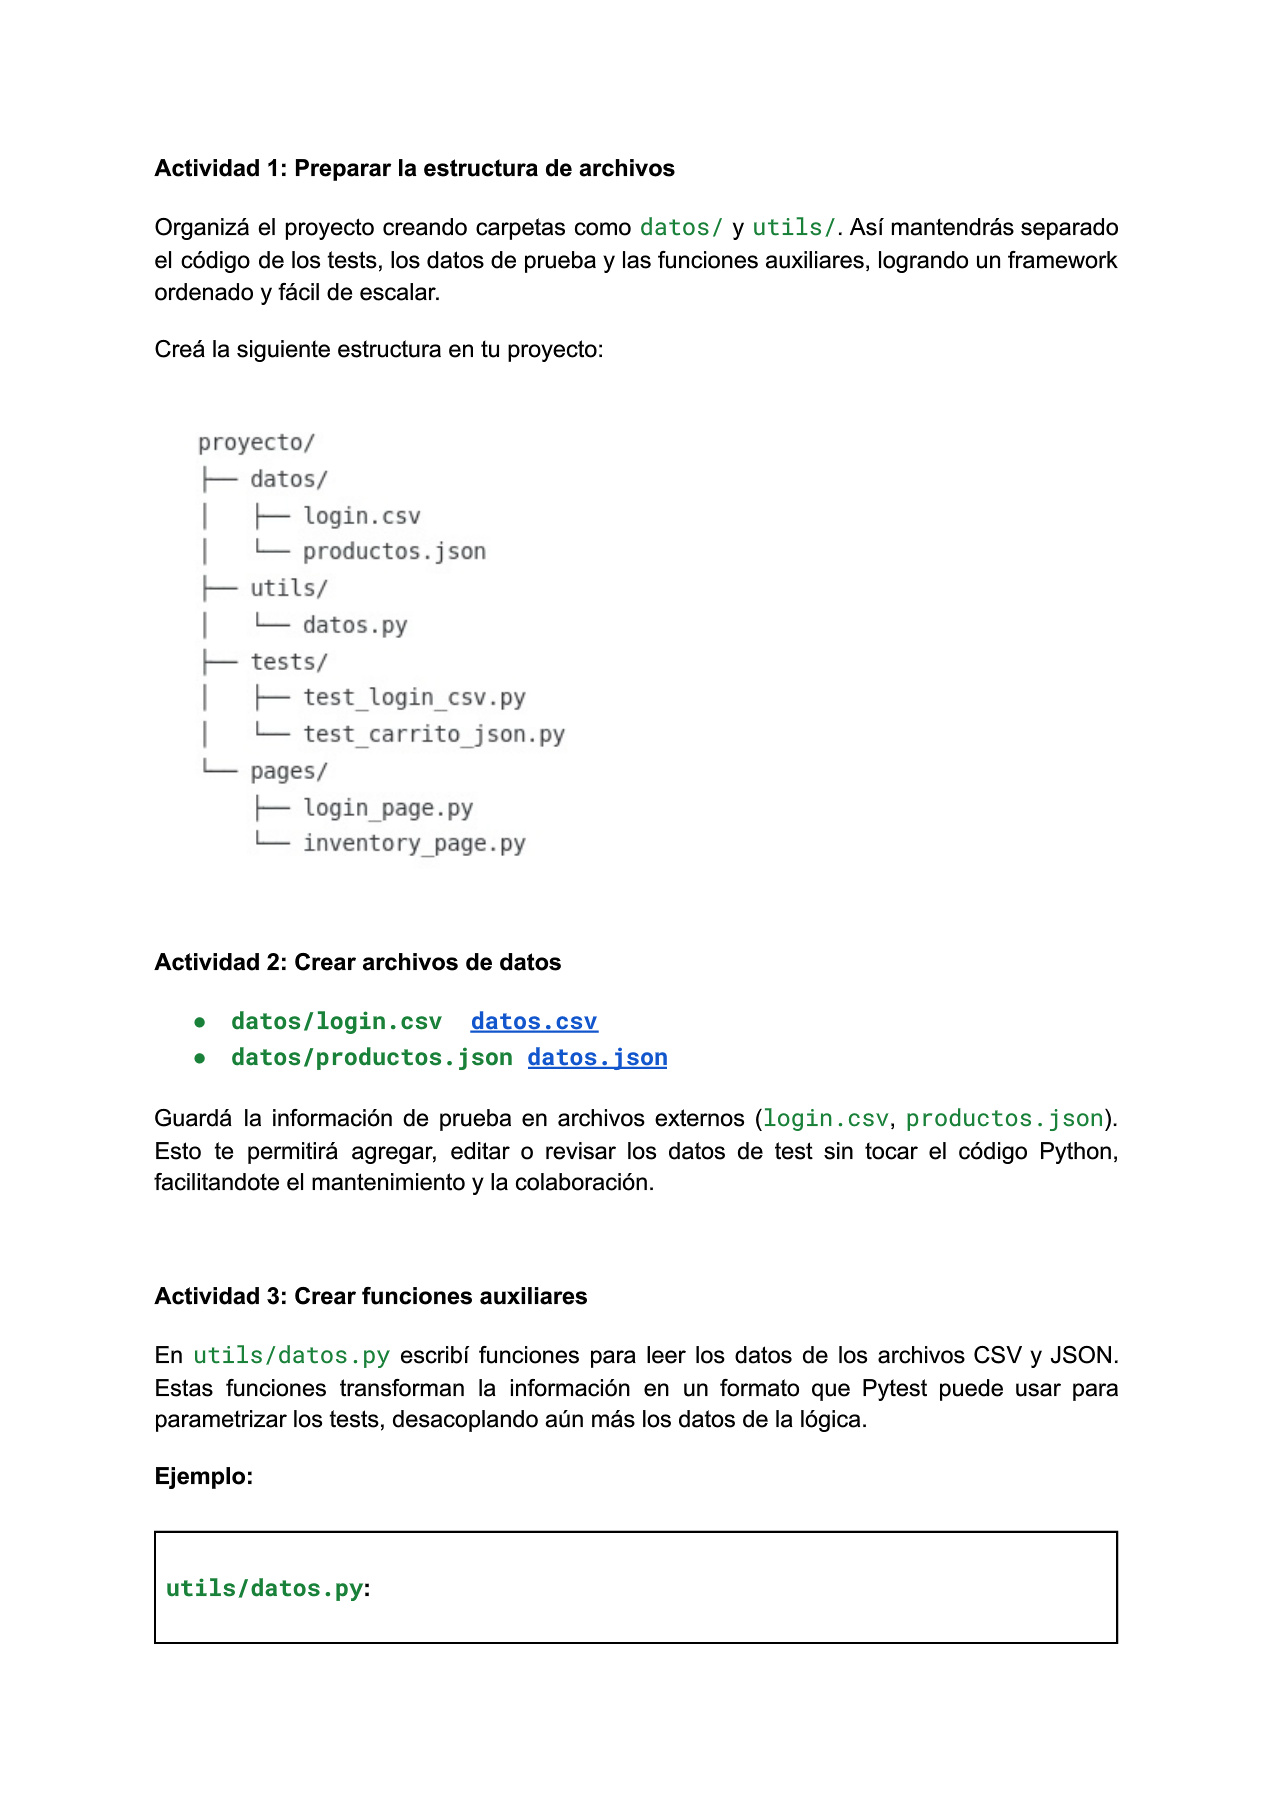 Actividad 1: Preparar la estructura de archivos
Organizá el proyecto creando carpetas como datos/ y utils/. Así mantendrás separado
el código de los tests, los datos de prueba y las funciones auxiliares, logrando un framework
ordenado y fácil de escalar.
Creá la siguiente estructura en tu proyecto:
proyecto/
├── datos/
│   ├── login.csv
│   └── productos.json
├── utils/
│   └── datos.py
├── tests/
│   ├── test_login_csv.py
│   └── test_carrito_json.py
└── pages/
    ├── login_page.py
    └── inventory_page.py
Actividad 2: Crear archivos de datos
● datos/login.csv datos.csv
● datos/productos.json datos.json
Guardá la información de prueba en archivos externos (login.csv, productos.json).
Esto te permitirá agregar, editar o revisar los datos de test sin tocar el código Python,
facilitandote el mantenimiento y la colaboración.
Actividad 3: Crear funciones auxiliares
En utils/datos.py escribí funciones para leer los datos de los archivos CSV y JSON.
Estas funciones transforman la información en un formato que Pytest puede usar para
parametrizar los tests, desacoplando aún más los datos de la lógica.
Ejemplo:
utils/datos.py: